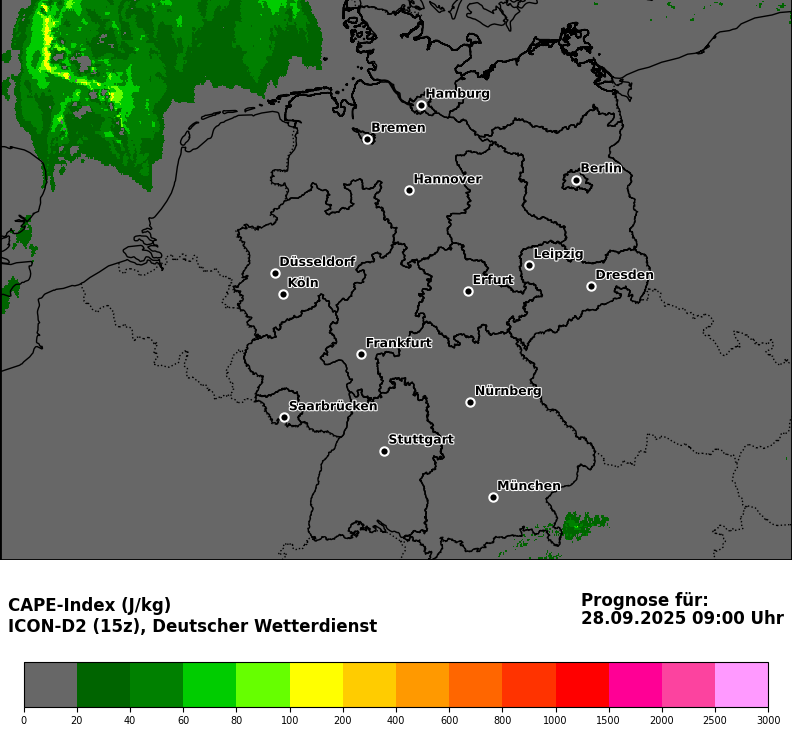 Hamburg
Bremen
Berlin
Hannover
Leipzig
Düsseldorf
Dresden
Erfurt
Köln
Frankfurt
Nürnberg
Saarbrücken
Stuttgart
München
CAPE-Index (J/kg)
ICON-D2 (15z), Deutscher Wetterdienst
Prognose für:
28.09.2025 09:00 Uhr
0 20 40 60 80 100 200 400 600 800 1000 1500 2000 2500 3000